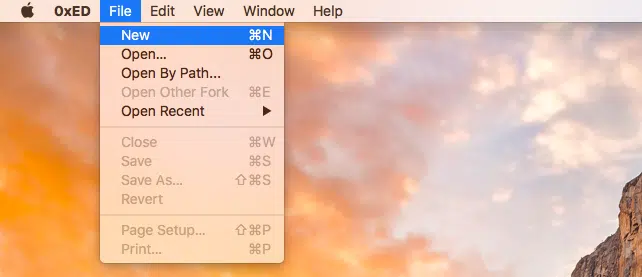 0xED File Edit View Window Help
New ⌘N
Open... ⌘O
Open By Path...
Open Other Fork ⌘E
Open Recent ▶
Close ⌘W
Save ⌘S
Save As... ⇧⌘S
Revert
Page Setup... ⇧⌘P
Print... ⌘P